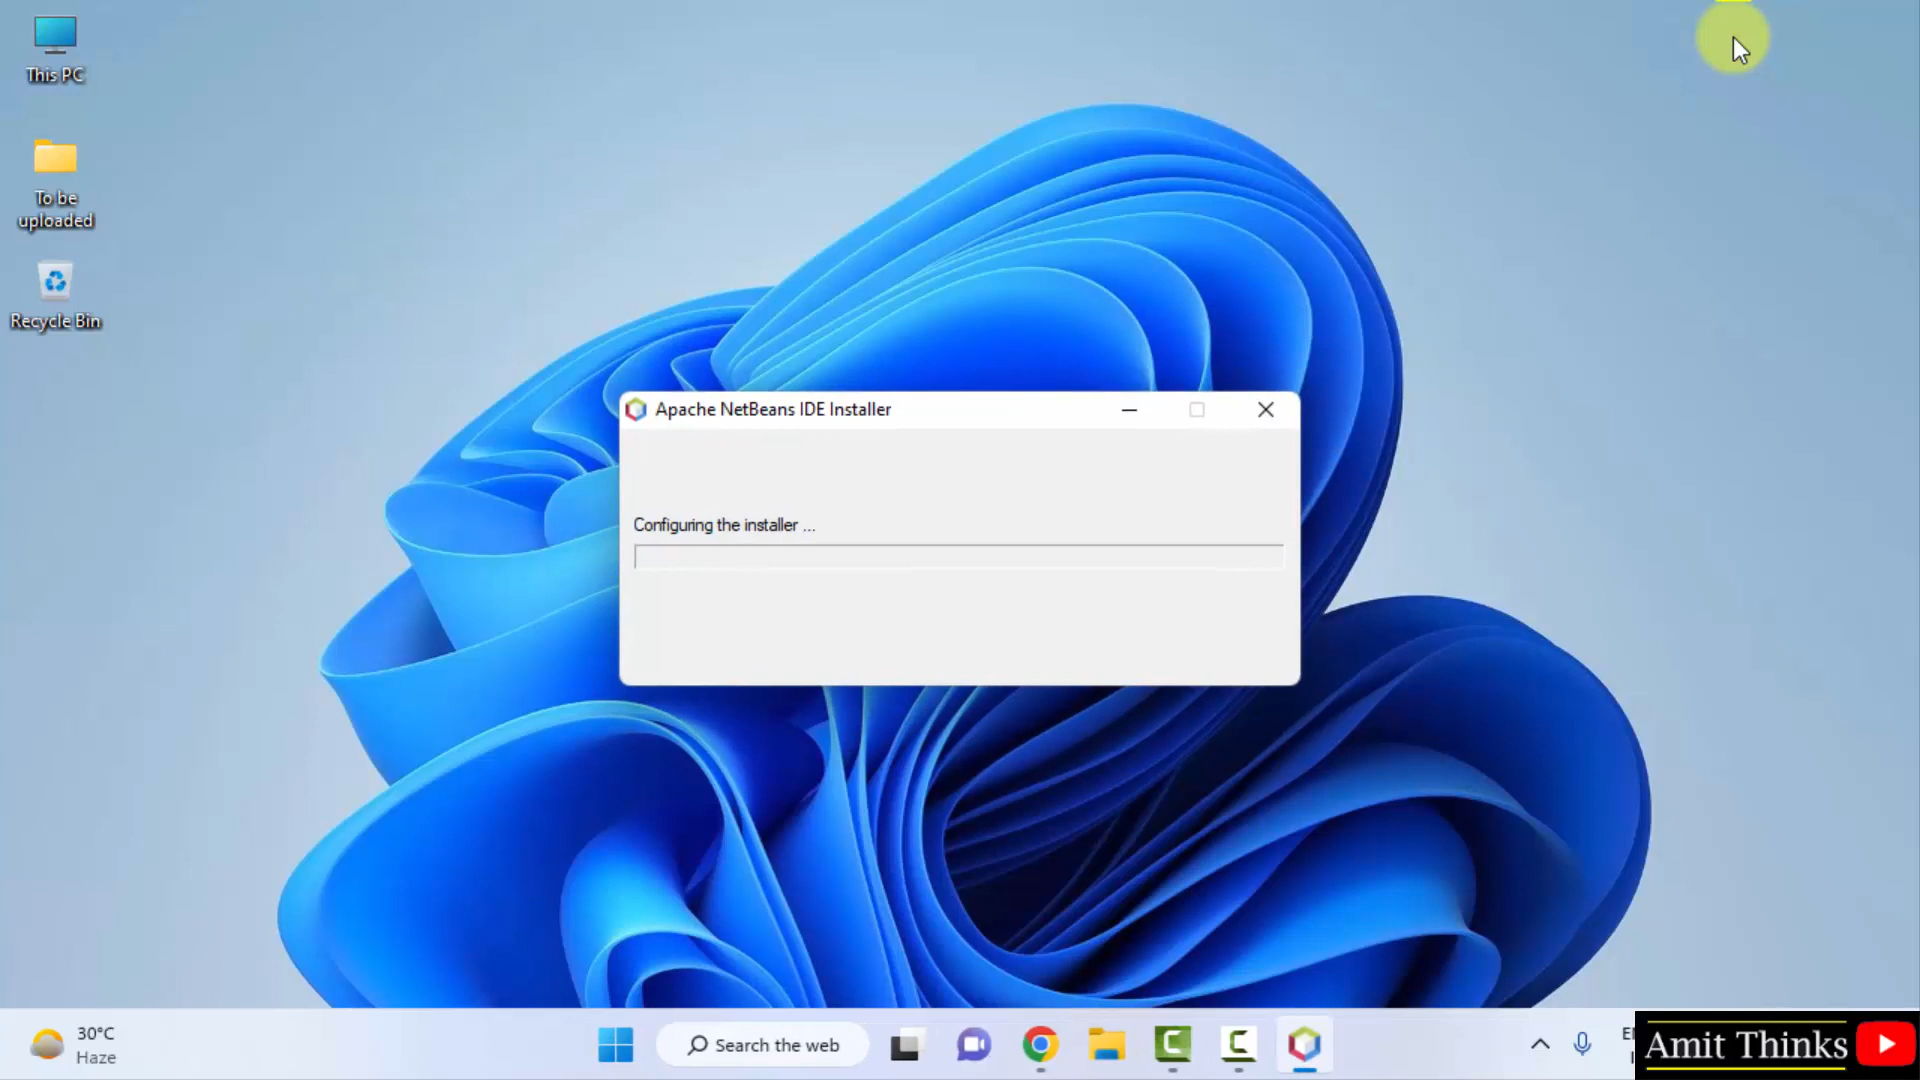 This PC
To be
uploaded
Recycle Bin
Apache NetBeans IDE Installer
Configuring the installer ...
30°C
Haze
Search the web
Amit Thinks